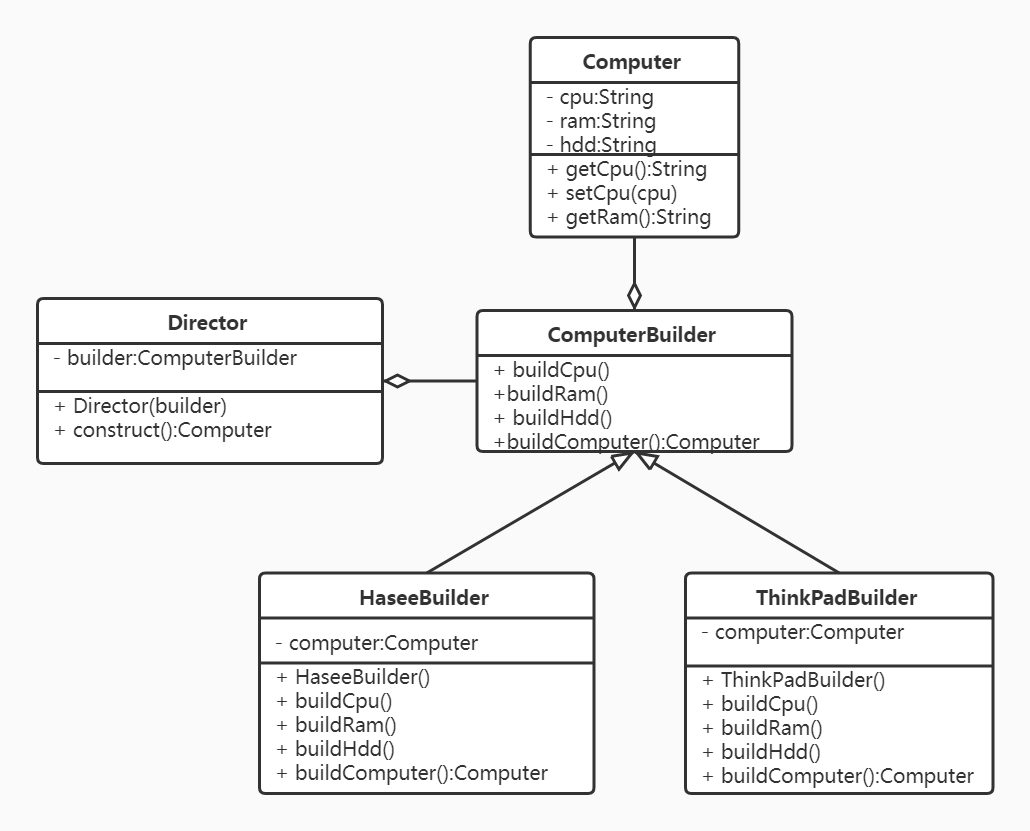 Computer
- cpu:String
- ram:String
- hdd:String
+ getCpu():String
+ setCpu(cpu)
+ getRam():String
Director
- builder:ComputerBuilder
+ Director(builder)
+ construct():Computer
ComputerBuilder
+ buildCpu()
+buildRam()
+ buildHdd()
+buildComputer():Computer
HaseeBuilder
- computer:Computer
+ HaseeBuilder()
+ buildCpu()
+ buildRam()
+ buildHdd()
+ buildComputer():Computer
ThinkPadBuilder
- computer:Computer
+ ThinkPadBuilder()
+ buildCpu()
+ buildRam()
+ buildHdd()
+ buildComputer():Computer